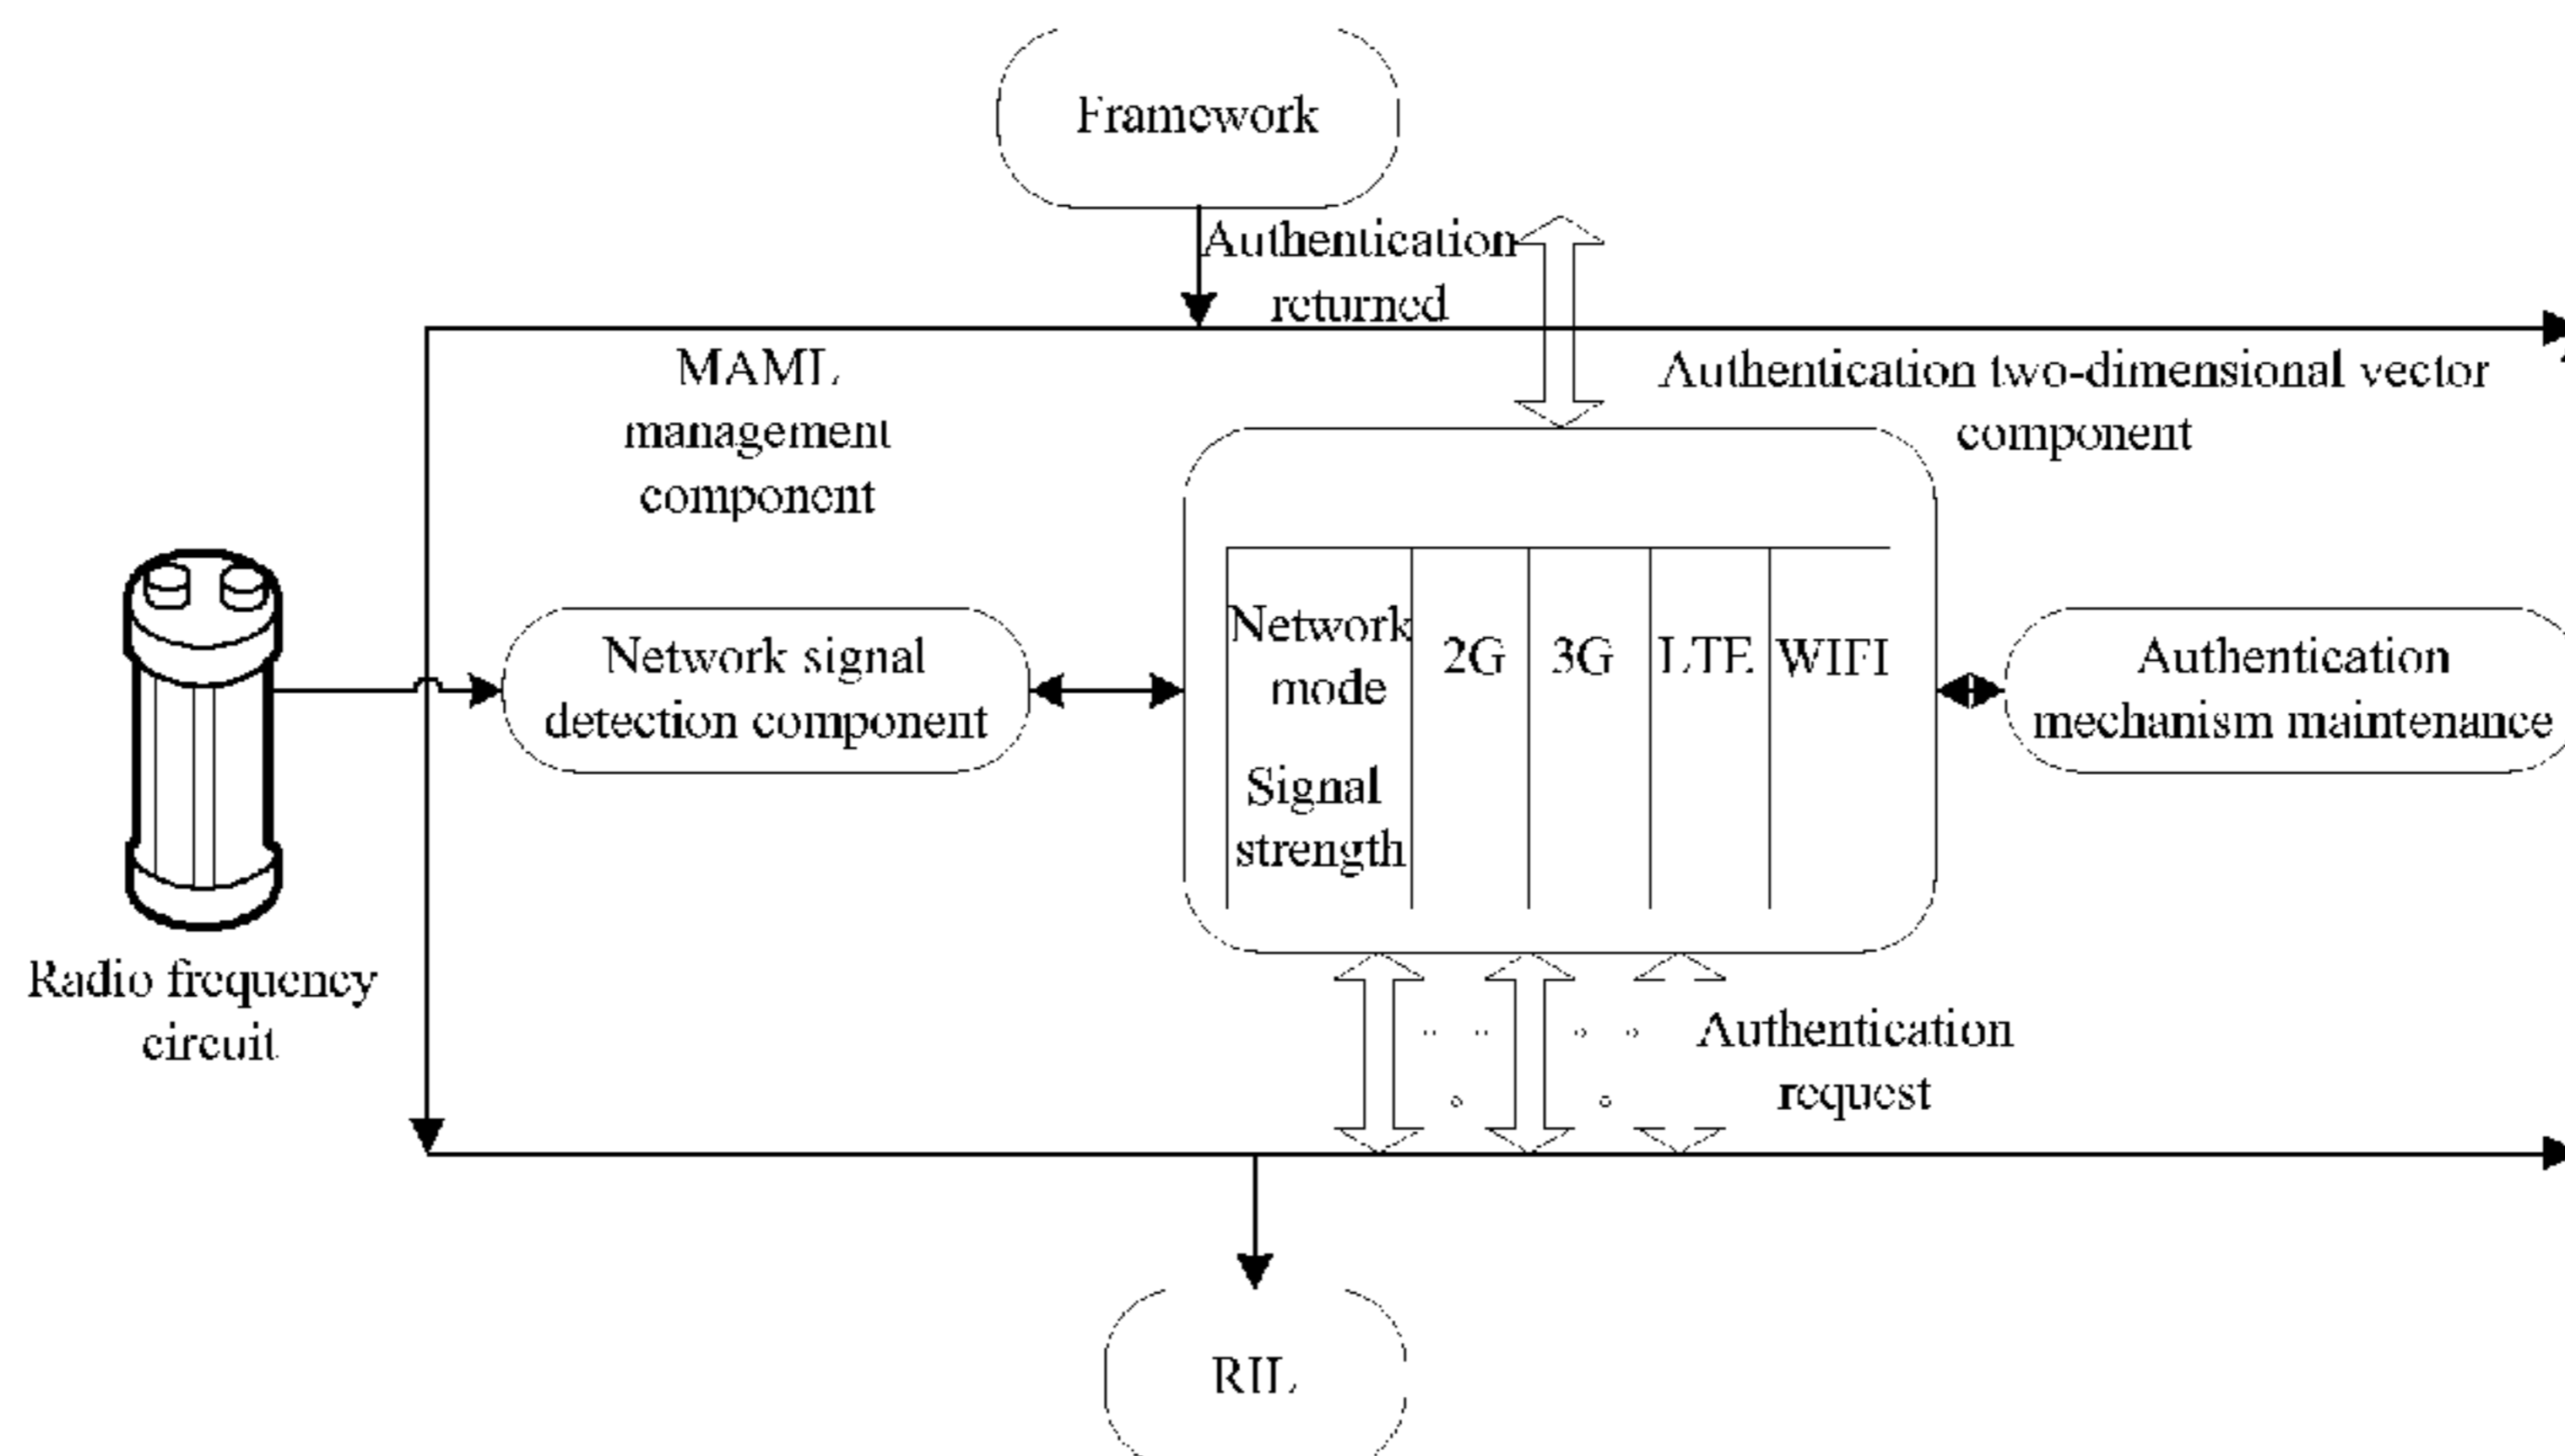 Framework
Authentication
returned
MAML
management
component
Authentication two-dimensional vector
component
Network signal
detection component
Network
mode
2G
3G
LTE
WIFI
Signal
strength
Authentication
mechanism maintenance
Radio frequency
circuit
Authentication
request
RIL